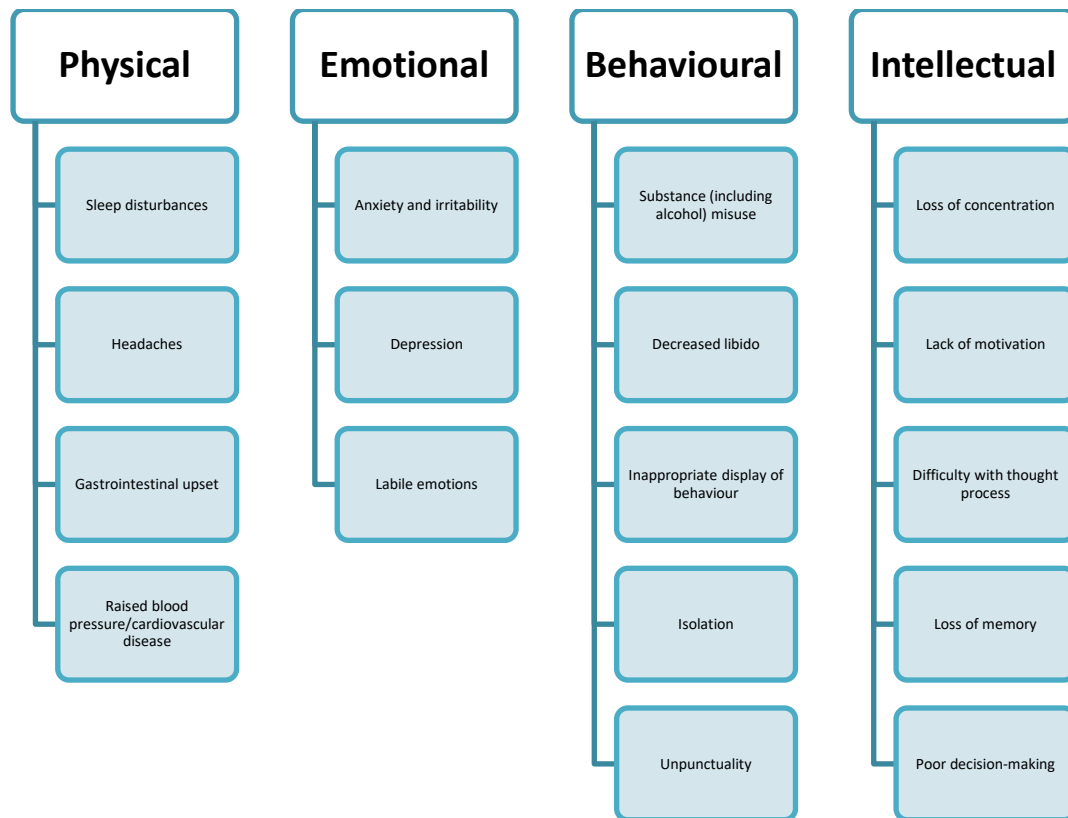 Physical
Sleep disturbances
Headaches
Gastrointestinal upset
Raised blood
pressure/cardiovascular
disease
Emotional
Anxiety and irritability
Depression
Labile emotions
Behavioural
Substance (including
alcohol) misuse
Decreased libido
Inappropriate display of
behaviour
Isolation
Unpunctuality
Intellectual
Loss of concentration
Lack of motivation
Difficulty with thought
process
Loss of memory
Poor decision-making